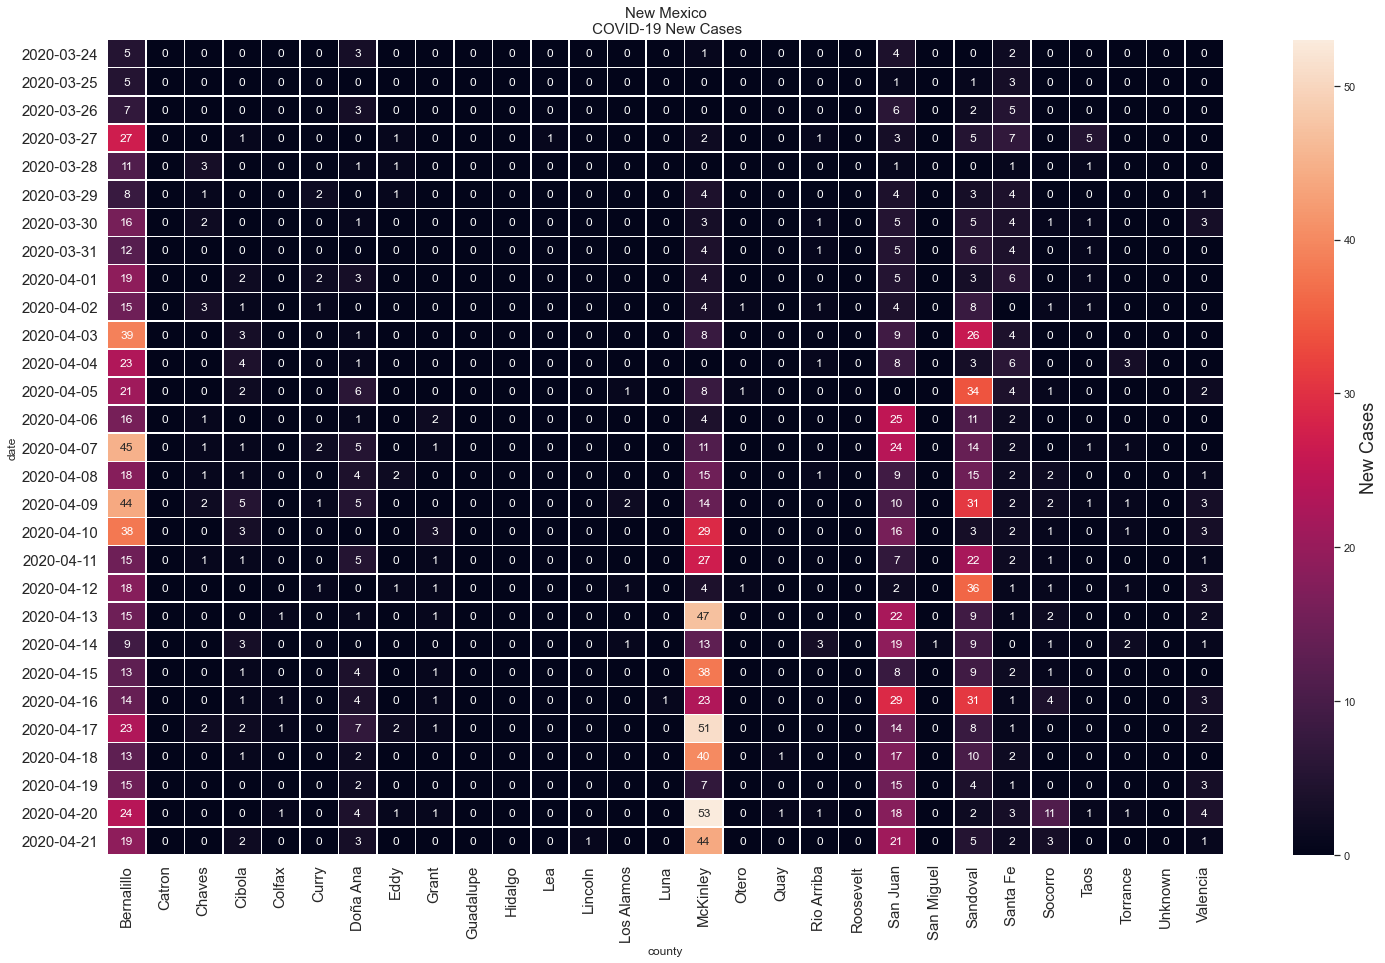 New Mexico
COVID-19 New Cases
2020-03-24 5 0 0 0 0 0 3 0 0 0 0 0 0 0 0 1 0 0 0 0 4 0 0 2 0 0 0 0 0
2020-03-25 5 0 0 0 0 0 0 0 0 0 0 0 0 0 0 0 0 0 0 0 1 0 1 3 0 0 0 0 0
2020-03-26 7 0 0 0 0 0 3 0 0 0 0 0 0 0 0 0 0 0 0 0 6 0 2 5 0 0 0 0 0
2020-03-27 27 0 0 1 0 0 0 1 0 0 0 1 0 0 0 2 0 0 1 0 3 0 5 7 0 5 0 0 0
2020-03-28 11 0 3 0 0 0 1 1 0 0 0 0 0 0 0 0 0 0 0 0 1 0 0 1 0 1 0 0 0
2020-03-29 8 0 1 0 0 2 0 1 0 0 0 0 0 0 0 4 0 0 0 0 4 0 3 4 0 0 0 0 1
2020-03-30 16 0 2 0 0 0 1 0 0 0 0 0 0 0 0 3 0 0 1 0 5 0 5 4 1 1 0 0 3
2020-03-31 12 0 0 0 0 0 0 0 0 0 0 0 0 0 0 4 0 0 1 0 5 0 6 4 0 1 0 0 0
2020-04-01 19 0 0 2 0 2 3 0 0 0 0 0 0 0 0 4 0 0 0 0 5 0 3 6 0 1 0 0 0
2020-04-02 15 0 3 1 0 1 0 0 0 0 0 0 0 0 0 4 1 0 1 0 4 0 8 0 1 1 0 0 0
2020-04-03 39 0 0 3 0 0 1 0 0 0 0 0 0 0 0 8 0 0 0 0 9 0 26 4 0 0 0 0 0
2020-04-04 23 0 0 4 0 0 1 0 0 0 0 0 0 0 0 0 0 0 1 0 8 0 3 6 0 0 3 0 0
2020-04-05 21 0 0 2 0 0 6 0 0 0 0 0 0 1 0 8 1 0 0 0 0 0 34 4 1 0 0 0 2
2020-04-06 16 0 1 0 0 0 1 0 2 0 0 0 0 0 0 4 0 0 0 0 25 0 11 2 0 0 0 0 0
2020-04-07 45 0 1 1 0 2 5 0 1 0 0 0 0 0 0 11 0 0 0 0 24 0 14 2 0 1 1 0 0
2020-04-08 18 0 1 1 0 0 4 2 0 0 0 0 0 0 0 15 0 0 1 0 9 0 15 2 2 0 0 0 1
2020-04-09 44 0 2 5 0 1 5 0 0 0 0 0 0 2 0 14 0 0 0 0 10 0 31 2 2 1 1 0 3
2020-04-10 38 0 0 3 0 0 0 0 3 0 0 0 0 0 0 29 0 0 0 0 16 0 3 2 1 0 1 0 3
2020-04-11 15 0 1 1 0 0 5 0 1 0 0 0 0 0 0 27 0 0 0 0 7 0 22 2 1 0 0 0 1
2020-04-12 18 0 0 0 0 1 0 1 1 0 0 0 0 1 0 4 1 0 0 0 2 0 36 1 1 0 1 0 3
2020-04-13 15 0 0 0 1 0 1 0 1 0 0 0 0 0 0 47 0 0 0 0 22 0 9 1 2 0 0 0 2
2020-04-14 9 0 0 3 0 0 0 0 0 0 0 0 0 1 0 13 0 0 3 0 19 1 9 0 1 0 2 0 1
2020-04-15 13 0 0 1 0 0 4 0 1 0 0 0 0 0 0 38 0 0 0 0 8 0 9 2 1 0 0 0 0
2020-04-16 14 0 0 1 1 0 4 0 1 0 0 0 0 0 1 23 0 0 0 0 29 0 31 1 4 0 0 0 3
2020-04-17 23 0 2 2 1 0 7 2 1 0 0 0 0 0 0 51 0 0 0 0 14 0 8 1 0 0 0 0 2
2020-04-18 13 0 0 1 0 0 2 0 0 0 0 0 0 0 0 40 0 1 0 0 17 0 10 2 0 0 0 0 0
2020-04-19 15 0 0 0 0 0 2 0 0 0 0 0 0 0 0 7 0 0 0 0 15 0 4 1 0 0 0 0 3
2020-04-20 24 0 0 0 1 0 4 1 1 0 0 0 0 0 0 53 0 1 1 0 18 0 2 3 11 1 1 0 4
2020-04-21 19 0 0 2 0 0 3 0 0 0 0 0 1 0 0 44 0 0 0 0 21 0 5 2 3 0 0 0 1
date
Bernalillo Catron Chaves Cibola Colfax Curry Doña Ana Eddy Grant Guadalupe Hidalgo Lea Lincoln Los Alamos Luna McKinley Otero Quay Rio Arriba Roosevelt San Juan San Miguel Sandoval Santa Fe Socorro Taos Torrance Unknown Valencia
county
50
40
30
20
10
0
New Cases